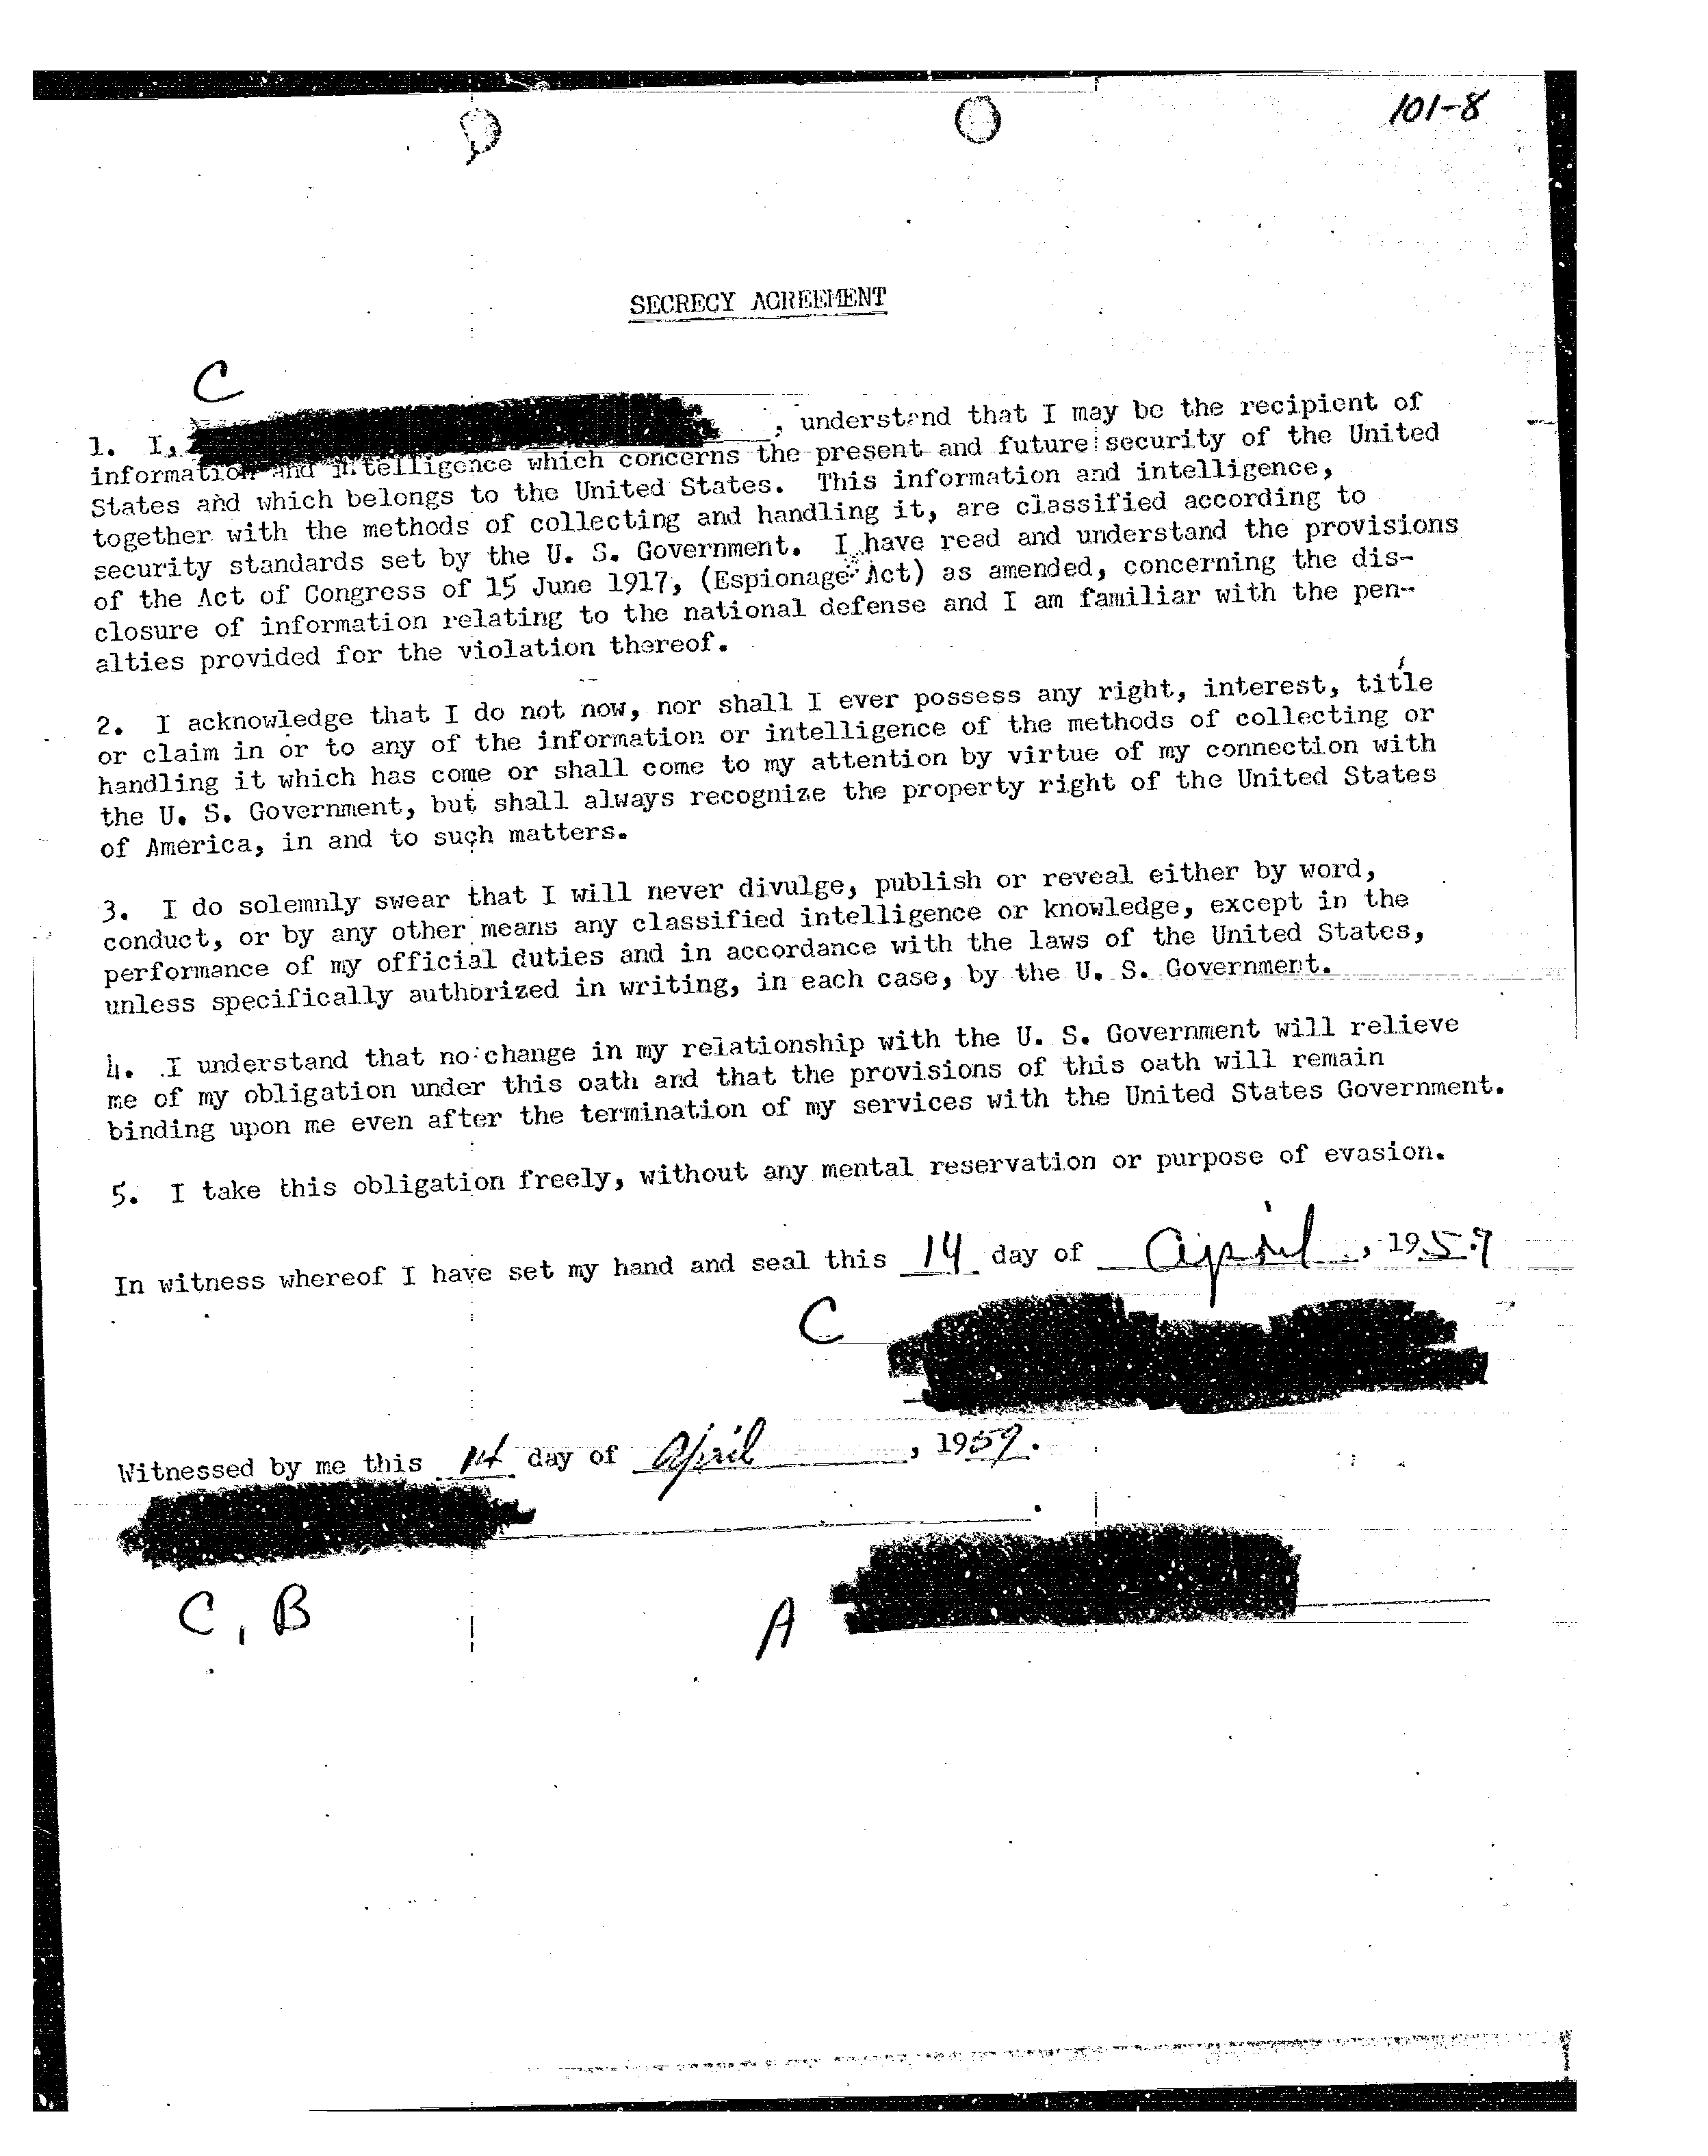 101-8
SECRECY AGREEMENT
C
1. I, , understand that I may be the recipient of
information and intelligence which concerns the present and future security of the United
States and which belongs to the United States. This information and intelligence,
together with the methods of collecting and handling it, are classified according to
security standards set by the U. S. Government. I have read and understand the provisions
of the Act of Congress of 15 June 1917, (Espionage Act) as amended, concerning the dis-
closure of information relating to the national defense and I am familiar with the pen-
alties provided for the violation thereof.
2. I acknowledge that I do not now, nor shall I ever possess any right, interest, title
or claim in or to any of the information or intelligence of the methods of collecting or
handling it which has come or shall come to my attention by virtue of my connection with
the U. S. Government, but shall always recognize the property right of the United States
of America, in and to such matters.
3. I do solemnly swear that I will never divulge, publish or reveal either by word,
conduct, or by any other means any classified intelligence or knowledge, except in the
performance of my official duties and in accordance with the laws of the United States,
unless specifically authorized in writing, in each case, by the U. S. Government.
4. I understand that no change in my relationship with the U. S. Government will relieve
me of my obligation under this oath and that the provisions of this oath will remain
binding upon me even after the termination of my services with the United States Government.
5. I take this obligation freely, without any mental reservation or purpose of evasion.
In witness whereof I have set my hand and seal this 14 day of April, 1959
C
Witnessed by me this 14 day of April, 1959.
C, B
A